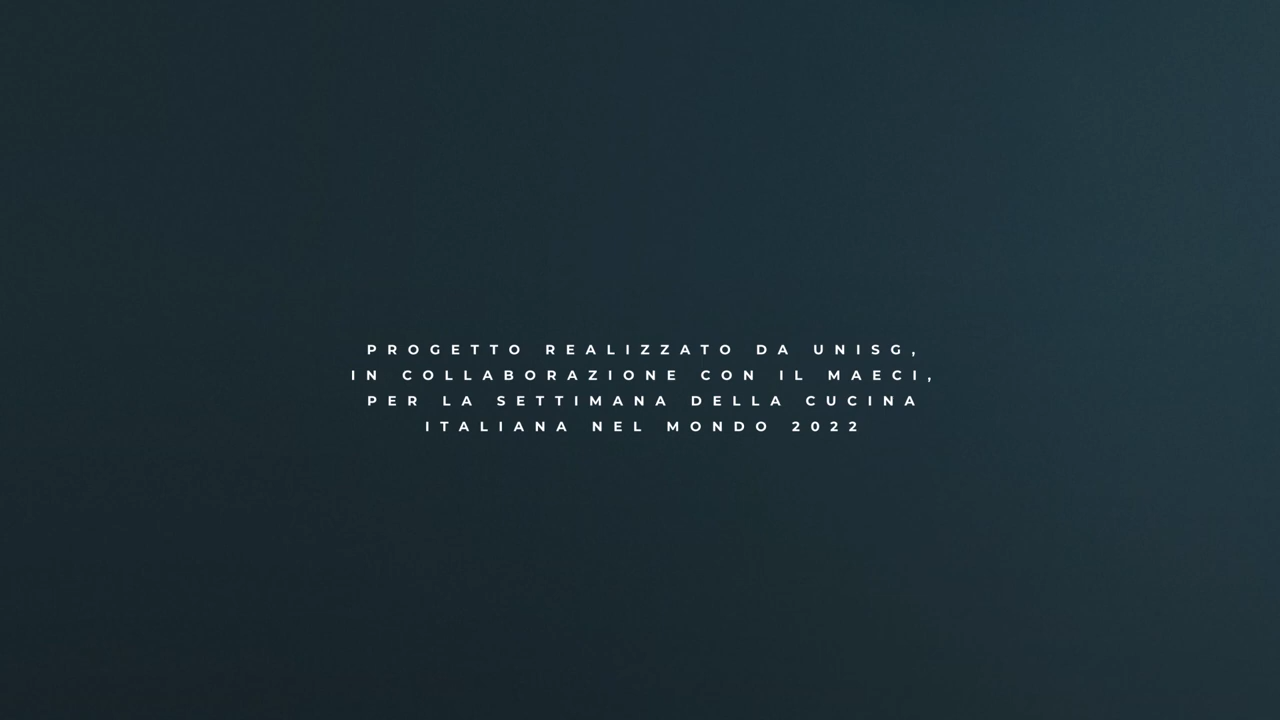 PROGETTO REALIZZATO DA UNISG,
IN COLLABORAZIONE CON IL MAECI,
PER LA SETTIMANA DELLA CUCINA
ITALIANA NEL MONDO 2022